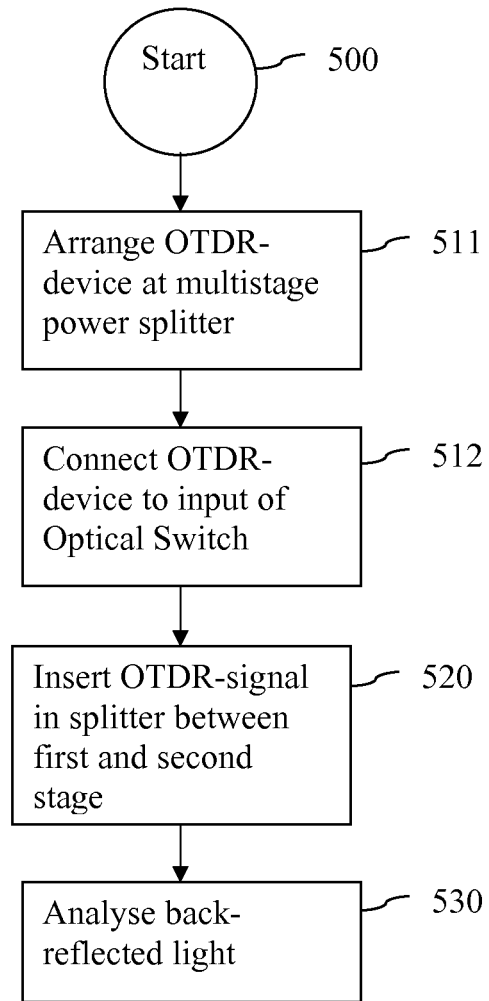 Start
500
Arrange OTDR-
device at multistage
power splitter
511
Connect OTDR-
device to input of
Optical Switch
512
Insert OTDR-signal
in splitter between
first and second
stage
520
Analyse back-
reflected light
530